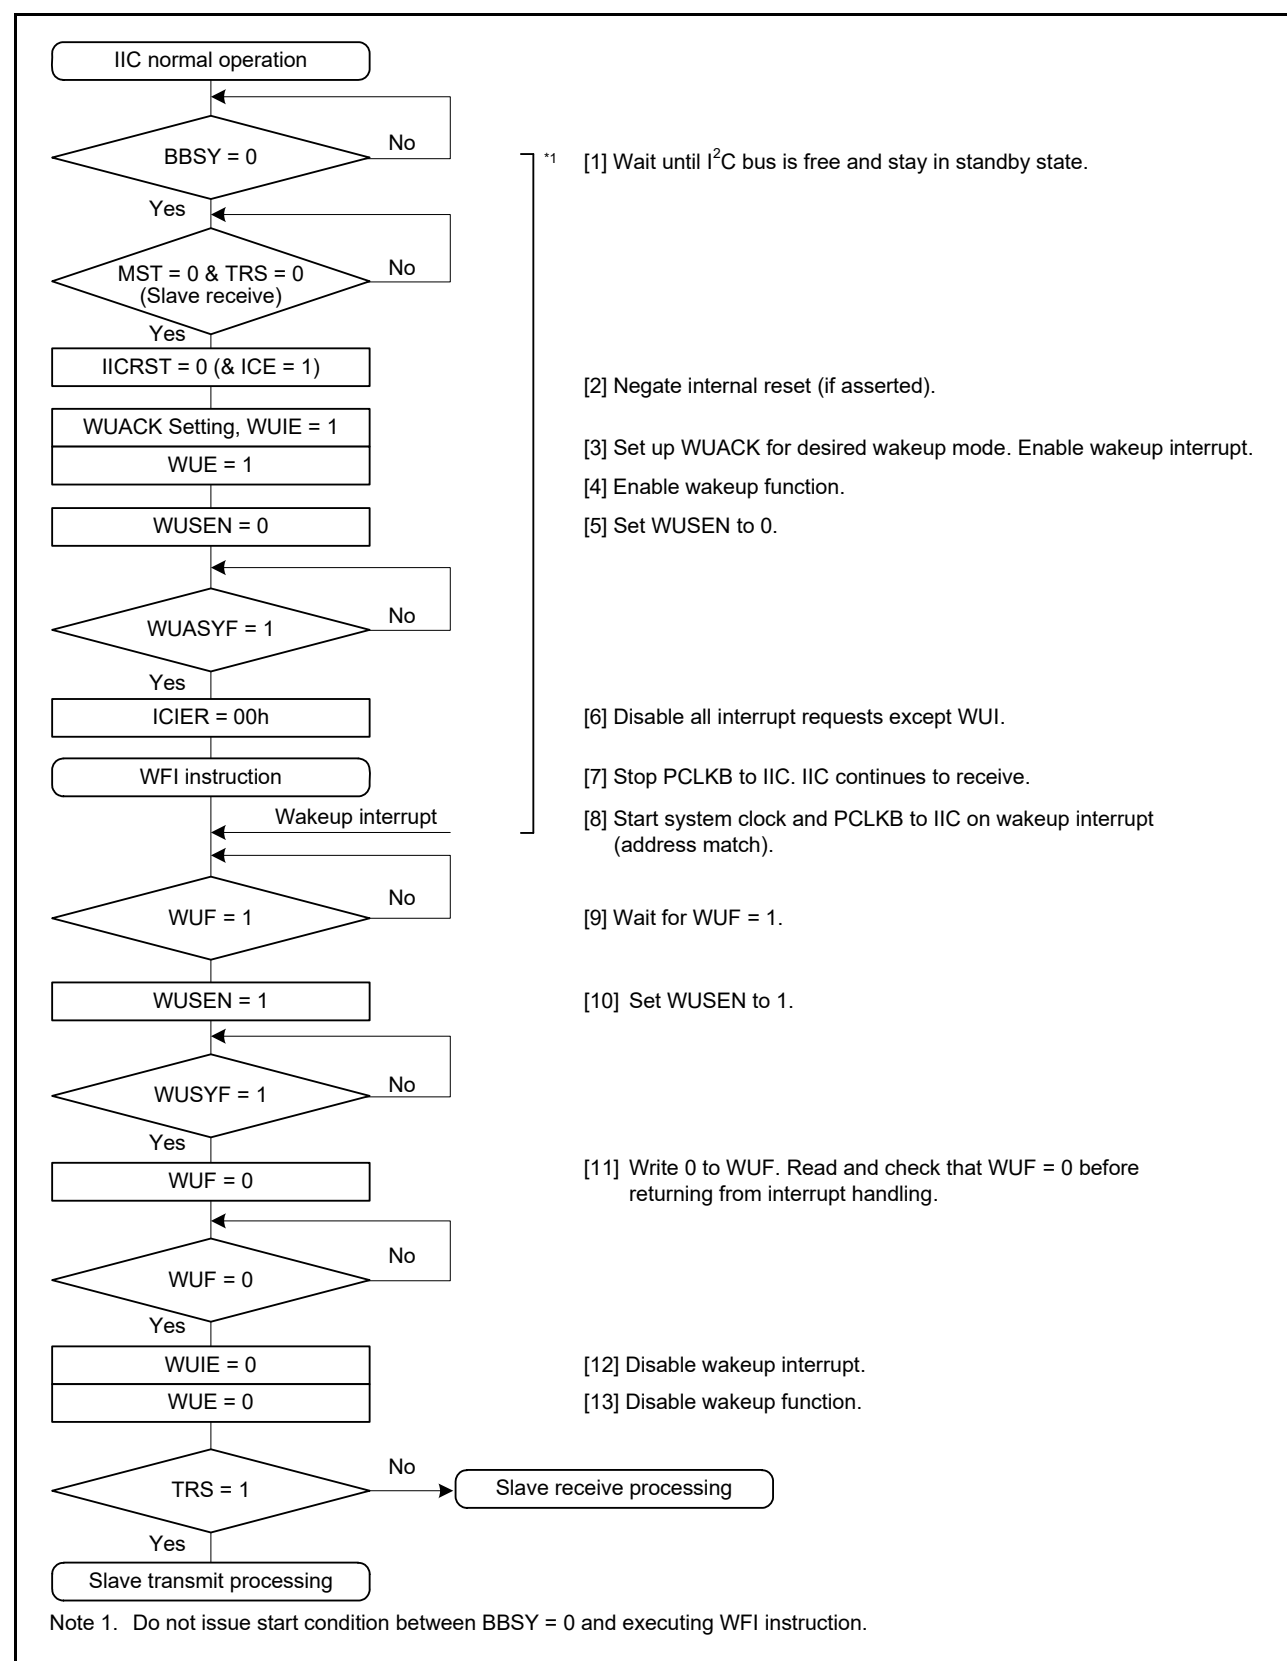 IIC normal operation
BBSY = 0
No
*1
[1] Wait until I2C bus is free and stay in standby state.
Yes
MST = 0 & TRS = 0
(Slave receive)
No
Yes
IICRST = 0 (& ICE = 1)
[2] Negate internal reset (if asserted).
WUACK Setting, WUIE = 1
[3] Set up WUACK for desired wakeup mode. Enable wakeup interrupt.
WUE = 1
[4] Enable wakeup function.
WUSEN = 0
[5] Set WUSEN to 0.
WUASYF = 1
No
Yes
ICIER = 00h
[6] Disable all interrupt requests except WUI.
WFI instruction
[7] Stop PCLKB to IIC. IIC continues to receive.
Wakeup interrupt
[8] Start system clock and PCLKB to IIC on wakeup interrupt
(address match).
WUF = 1
No
[9] Wait for WUF = 1.
WUSEN = 1
[10] Set WUSEN to 1.
WUSYF = 1
No
Yes
WUF = 0
[11] Write 0 to WUF. Read and check that WUF = 0 before
returning from interrupt handling.
WUF = 0
No
Yes
WUIE = 0
[12] Disable wakeup interrupt.
WUE = 0
[13] Disable wakeup function.
TRS = 1
No
Slave receive processing
Yes
Slave transmit processing
Note 1. Do not issue start condition between BBSY = 0 and executing WFI instruction.